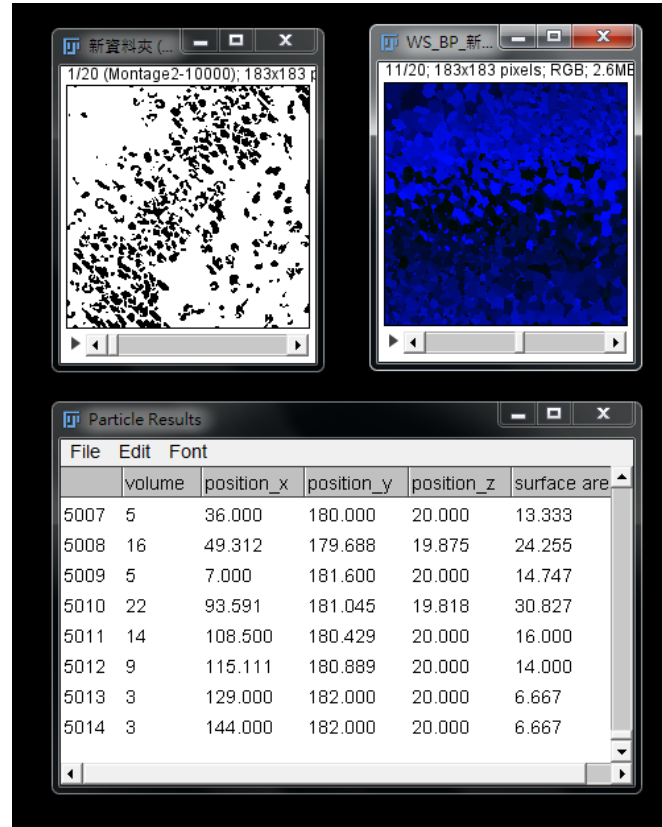 新資料夾 (...
1/20 (Montage2-10000); 183x183 p
WS_BP_新...
11/20; 183x183 pixels; RGB; 2.6MB
Particle Results
File Edit Font
volume position_x position_y position_z surface are
5007 5 36.000 180.000 20.000 13.333
5008 16 49.312 179.688 19.875 24.255
5009 5 7.000 181.600 20.000 14.747
5010 22 93.591 181.045 19.818 30.827
5011 14 108.500 180.429 20.000 16.000
5012 9 115.111 180.889 20.000 14.000
5013 3 129.000 182.000 20.000 6.667
5014 3 144.000 182.000 20.000 6.667